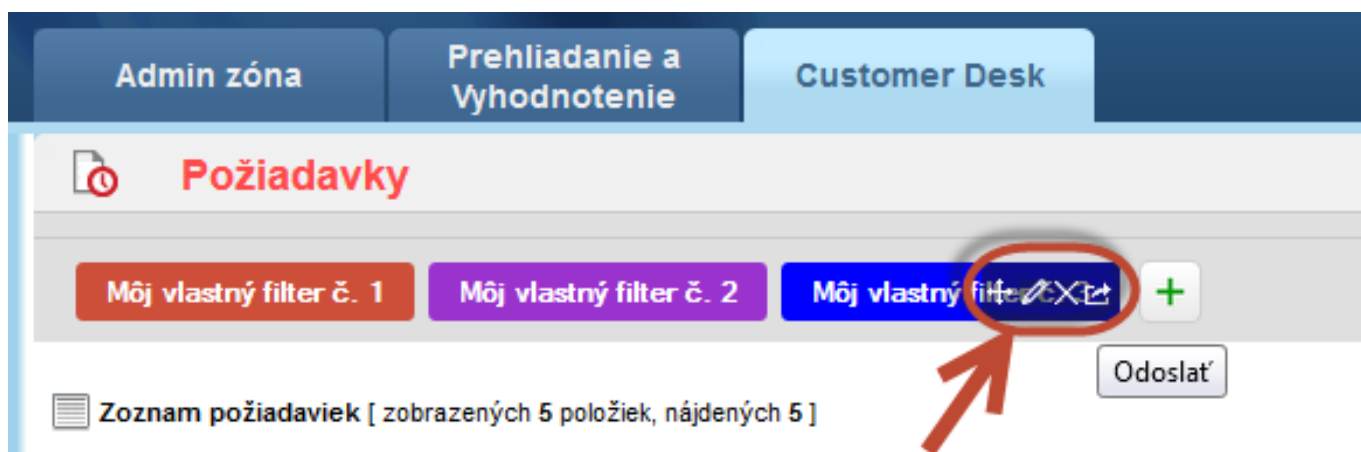 Admin zóna
Prehliadanie a
Vyhodnotenie
Customer Desk
Požiadavky
Môj vlastný filter č. 1
Môj vlastný filter č. 2
Môj vlastný
Odoslať
Zoznam požiadaviek [ zobrazených 5 položiek, nájdených 5 ]